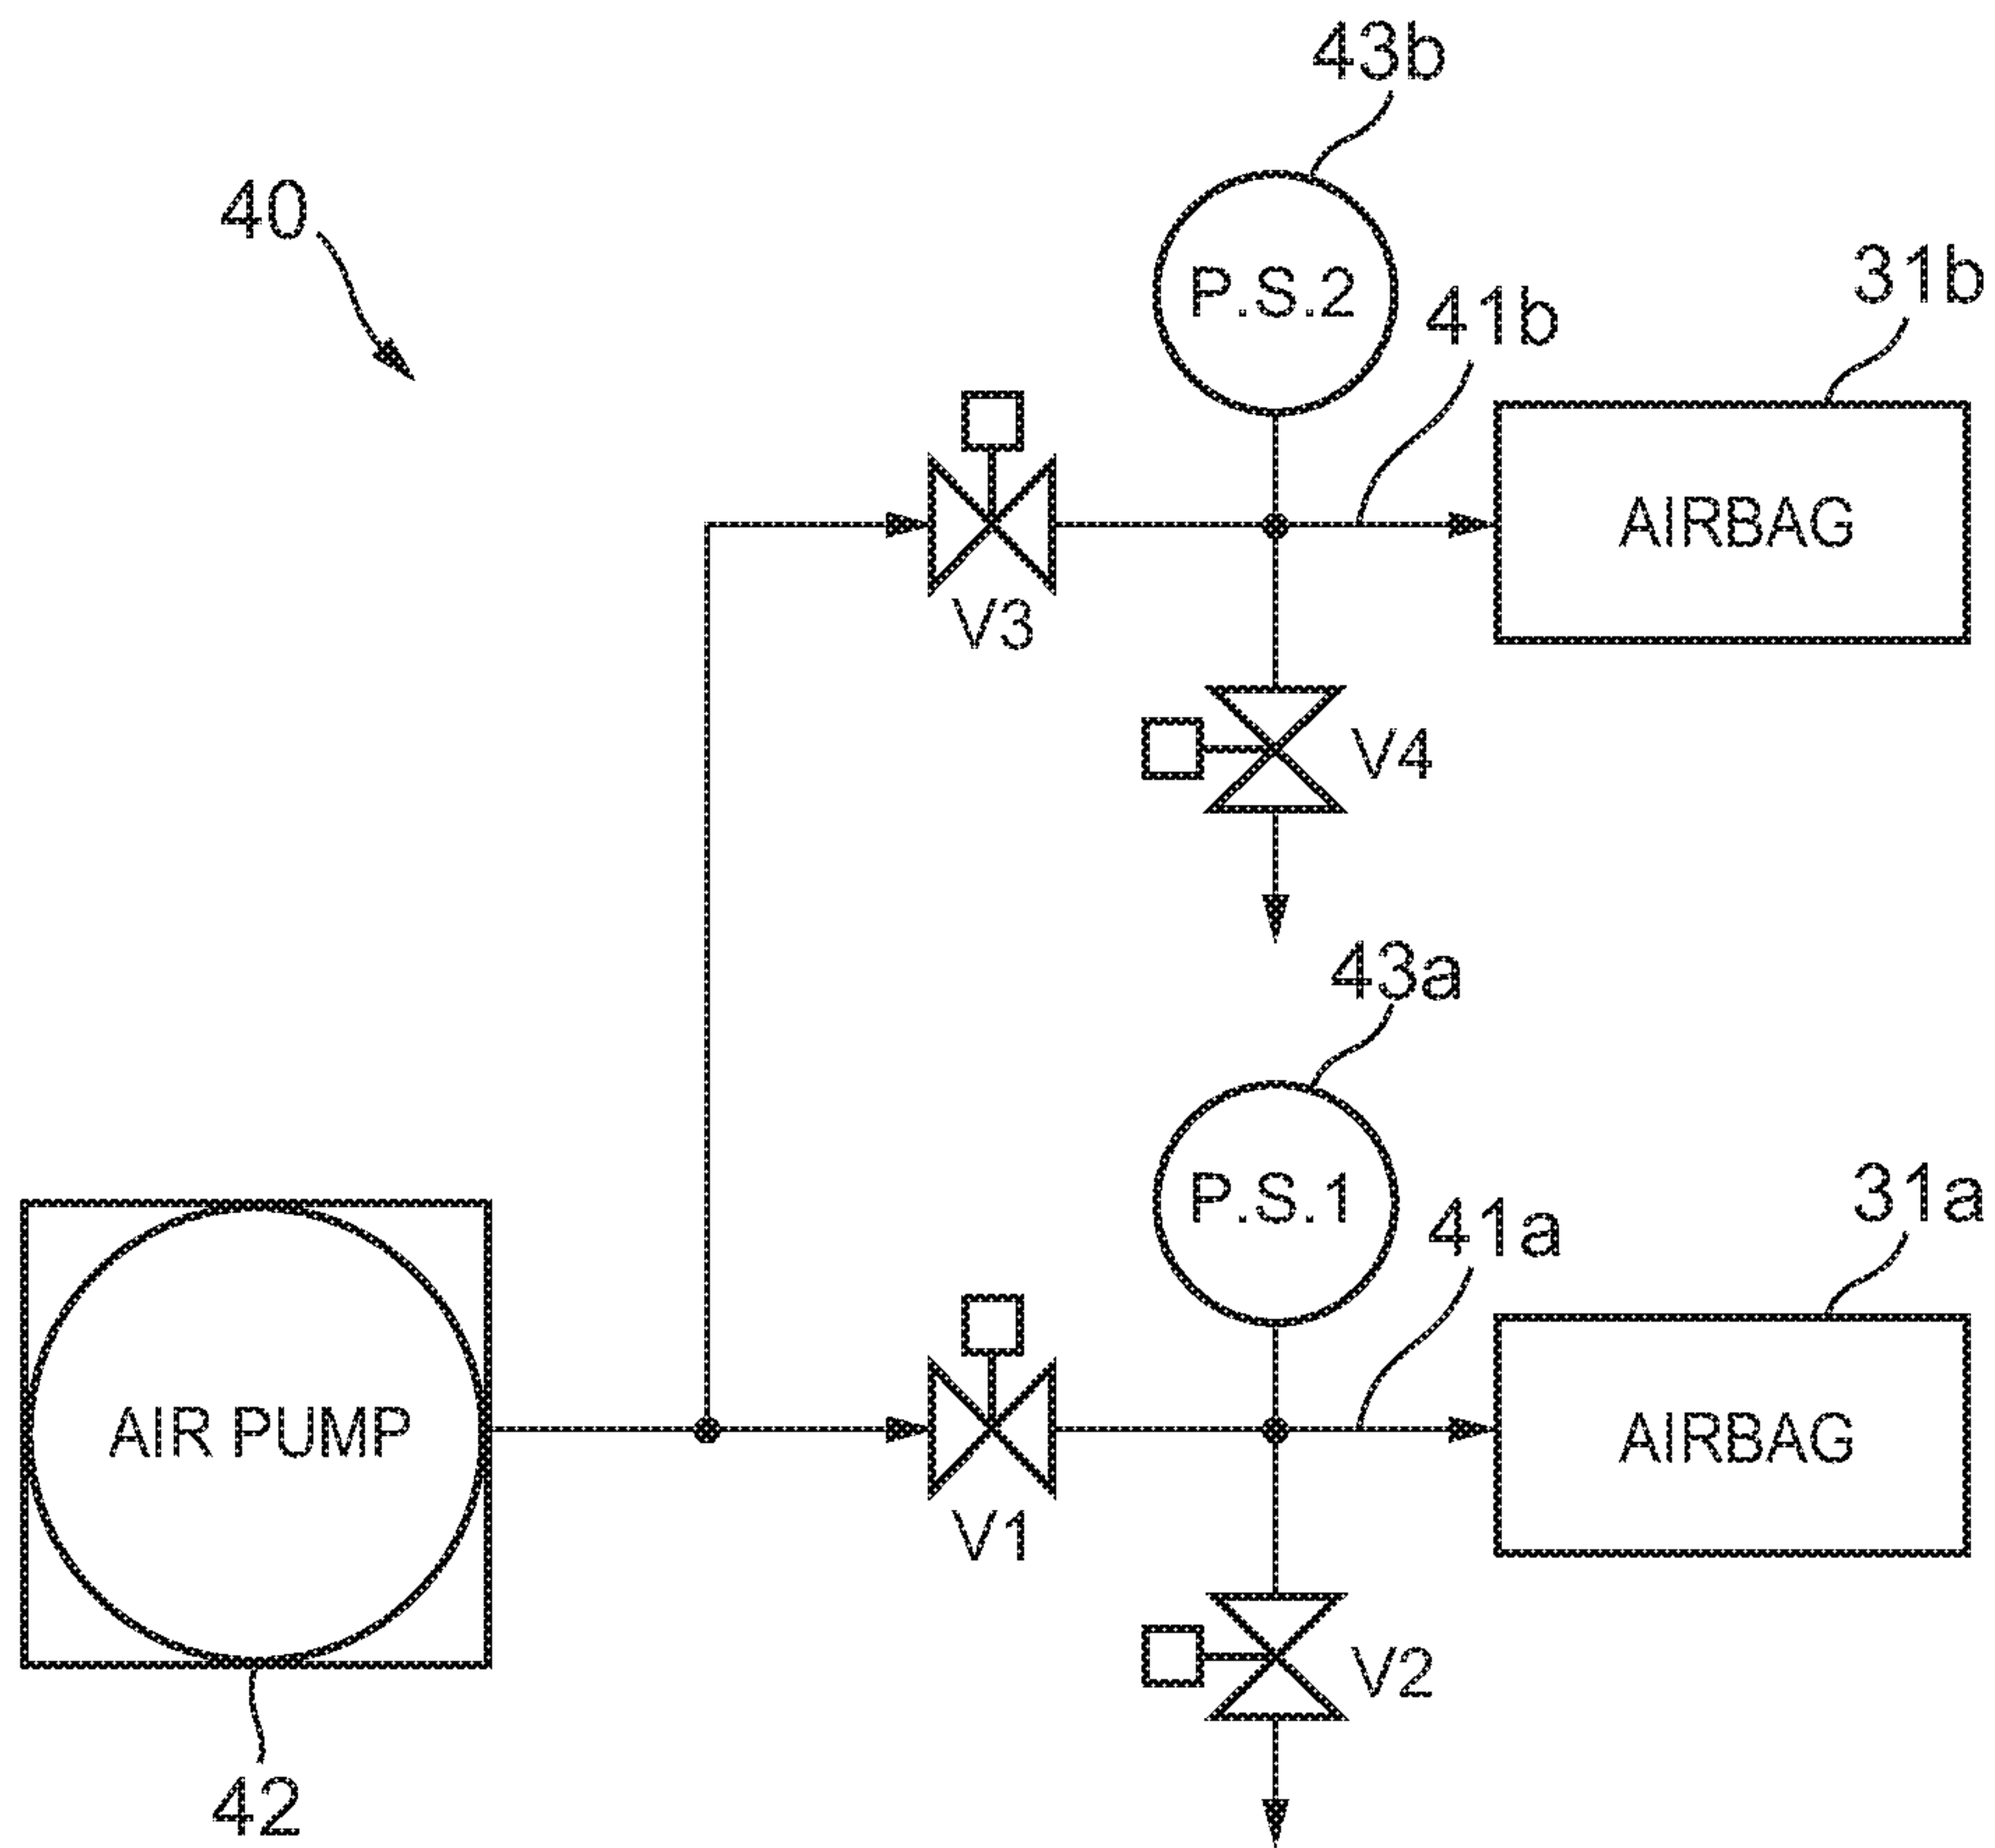 43b
40
P.S.2
41b
31b
AIRBAG
V3
V4
43a
P.S.1
41a
31a
AIR PUMP
AIRBAG
V1
V2
42